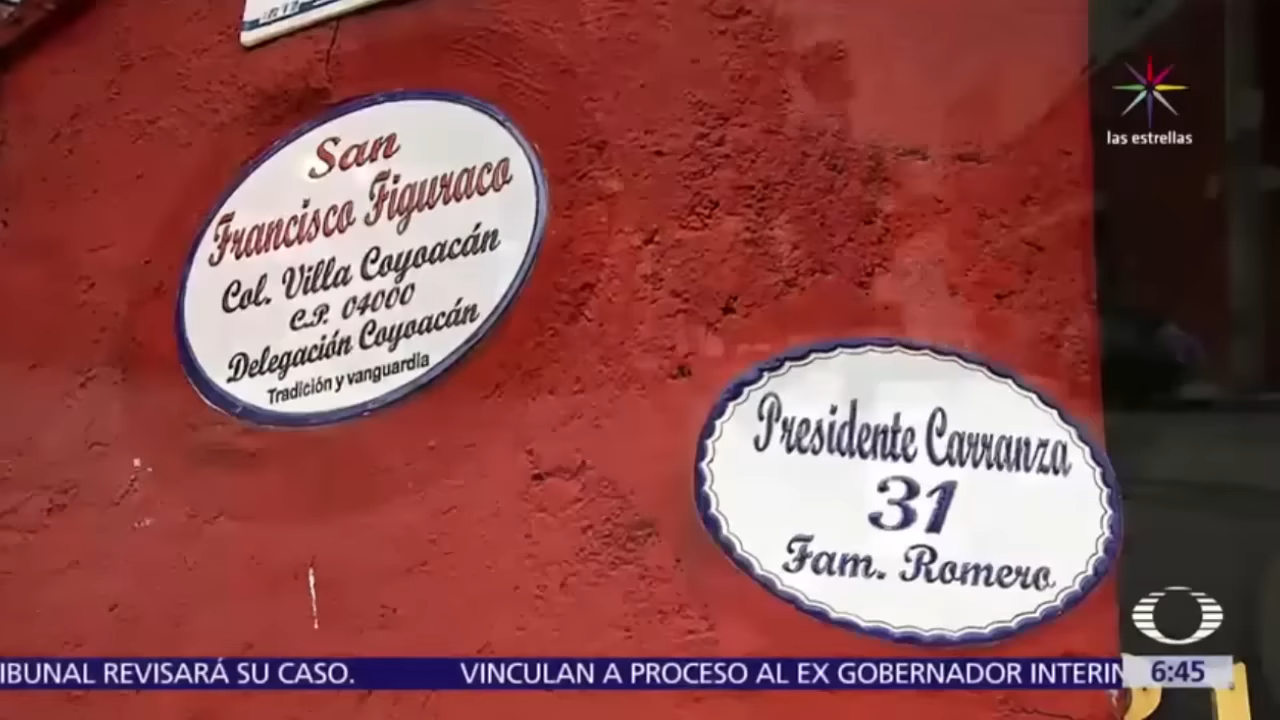 San
Francisco Figuraco
Col. Villa Coyoacán
C.P. 04000
Delegación Coyoacán
Tradición y vanguardia
las estrellas
Presidente Carranza
31
Fam. Romero
IBUNAL REVISARÁ SU CASO. VINCULAN A PROCESO AL EX GOBERNADOR INTERIN
6:45